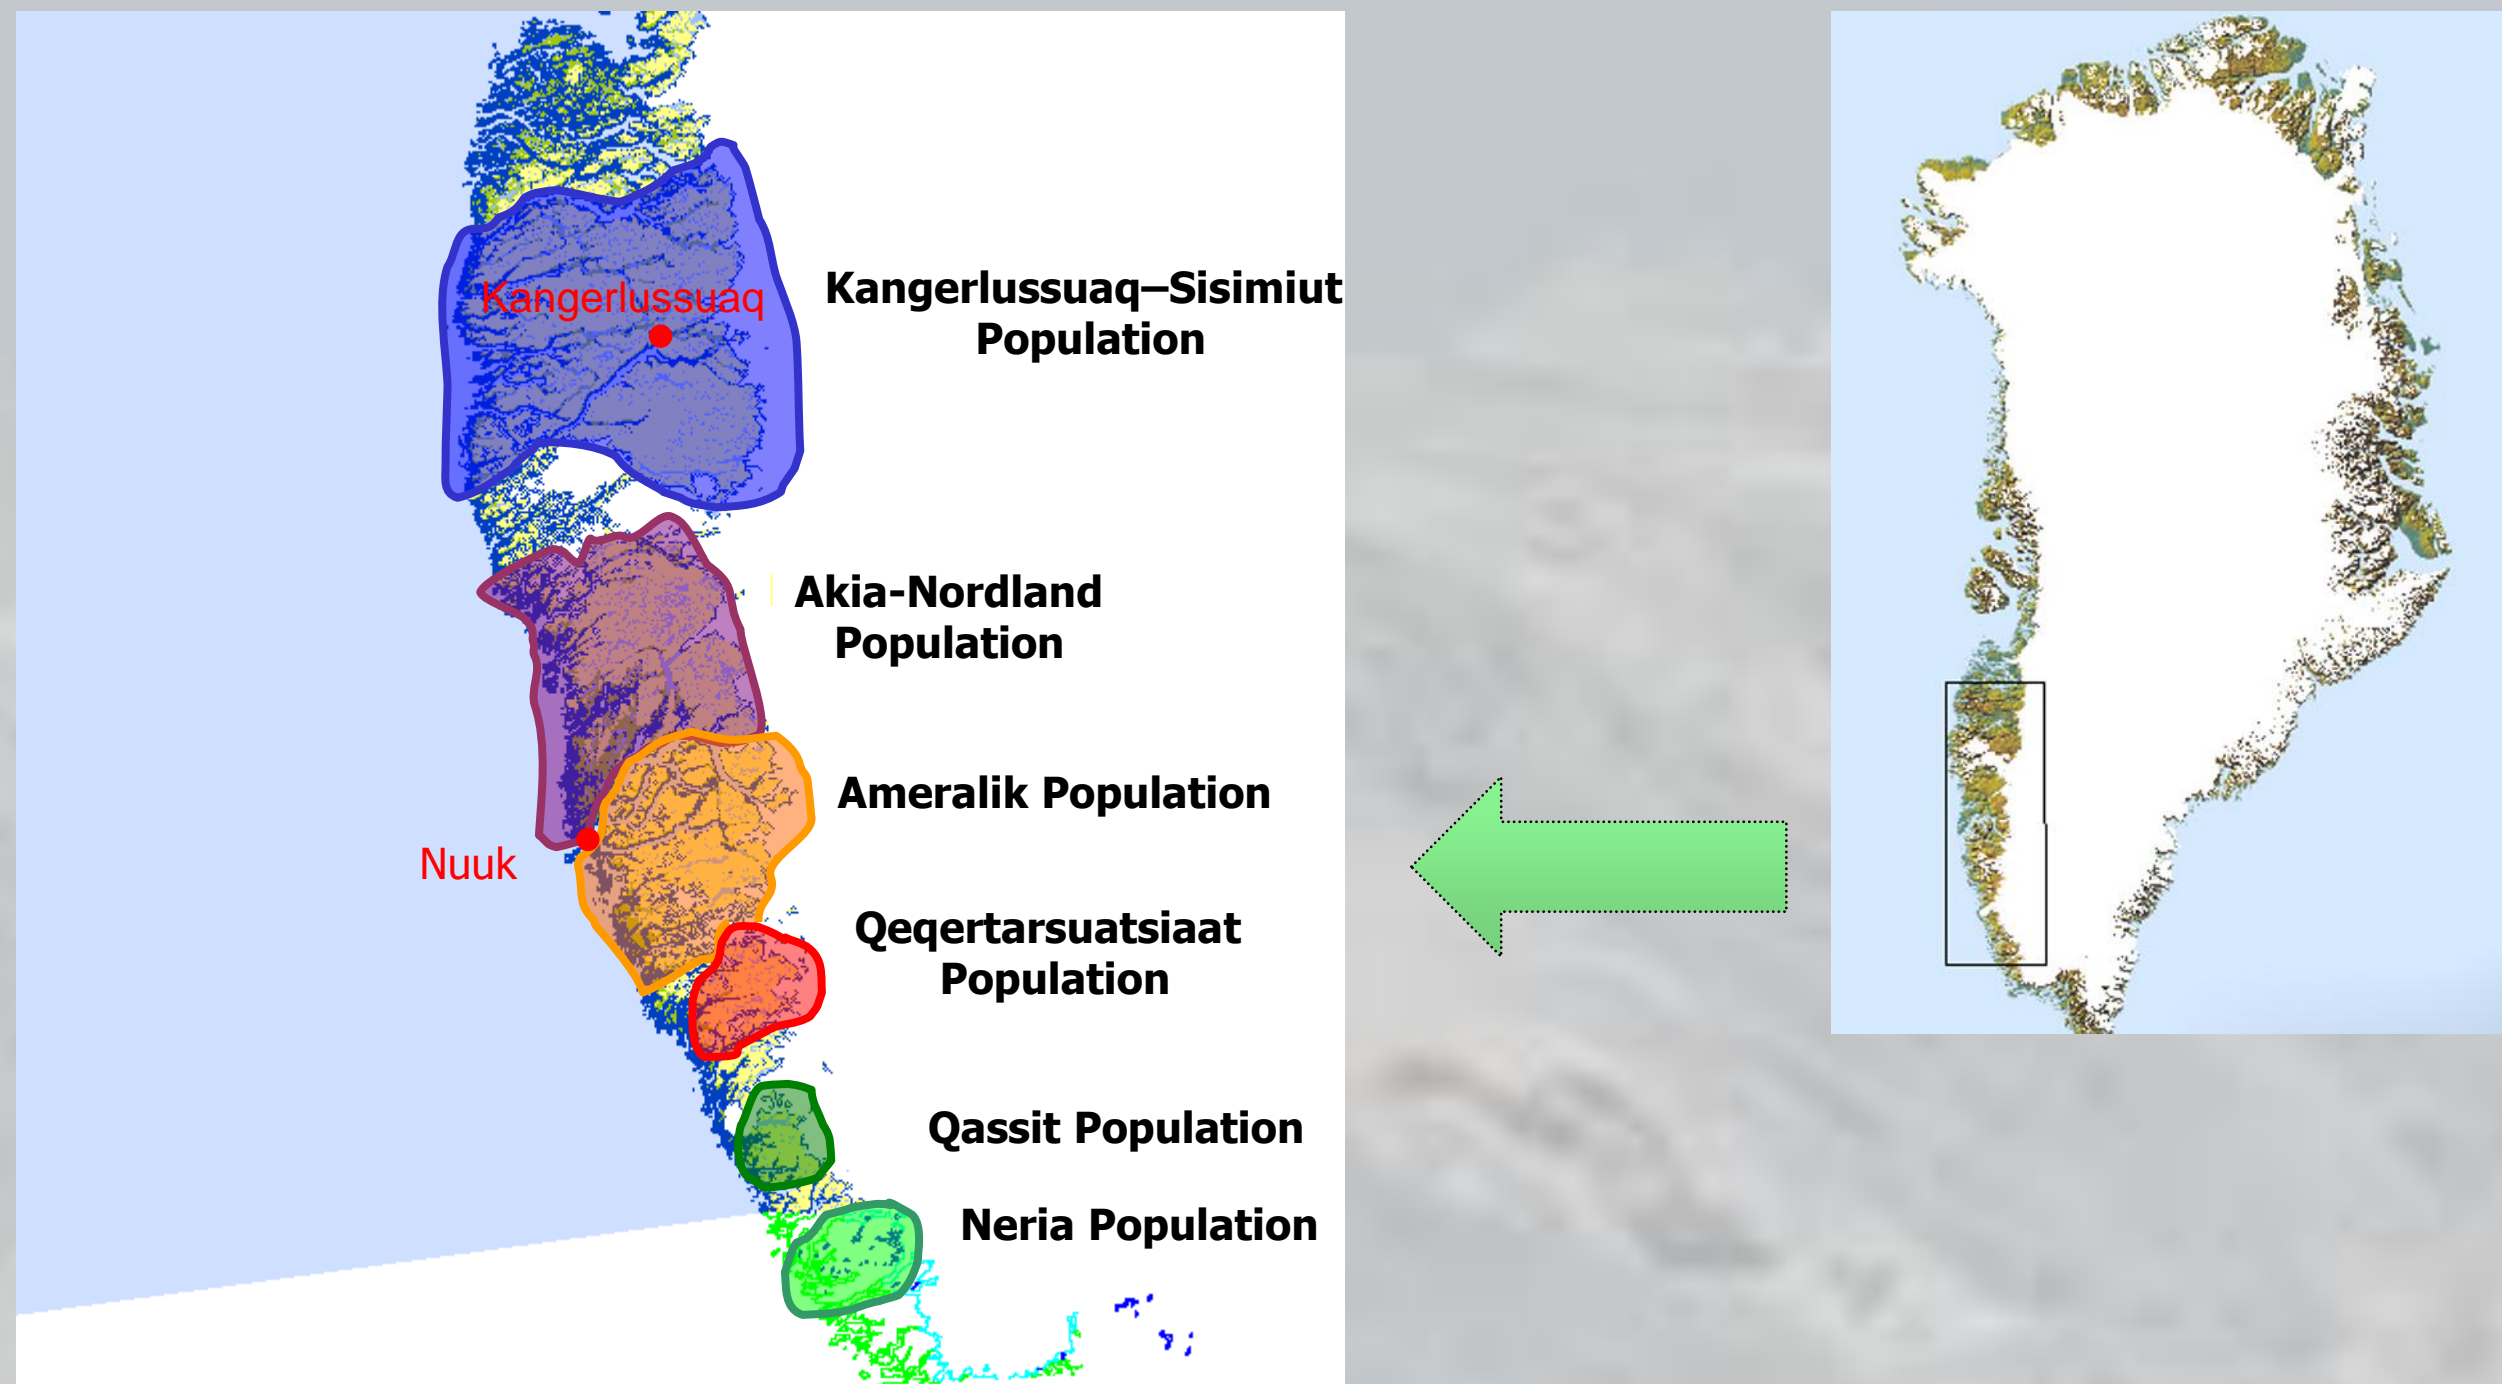 Kangerlussuaq
Kangerlussuaq–Sisimiut
Population
Akia-Nordland
Population
Ameralik Population
Nuuk
Qeqertarsuatsiaat
Population
Qassit Population
Neria Population